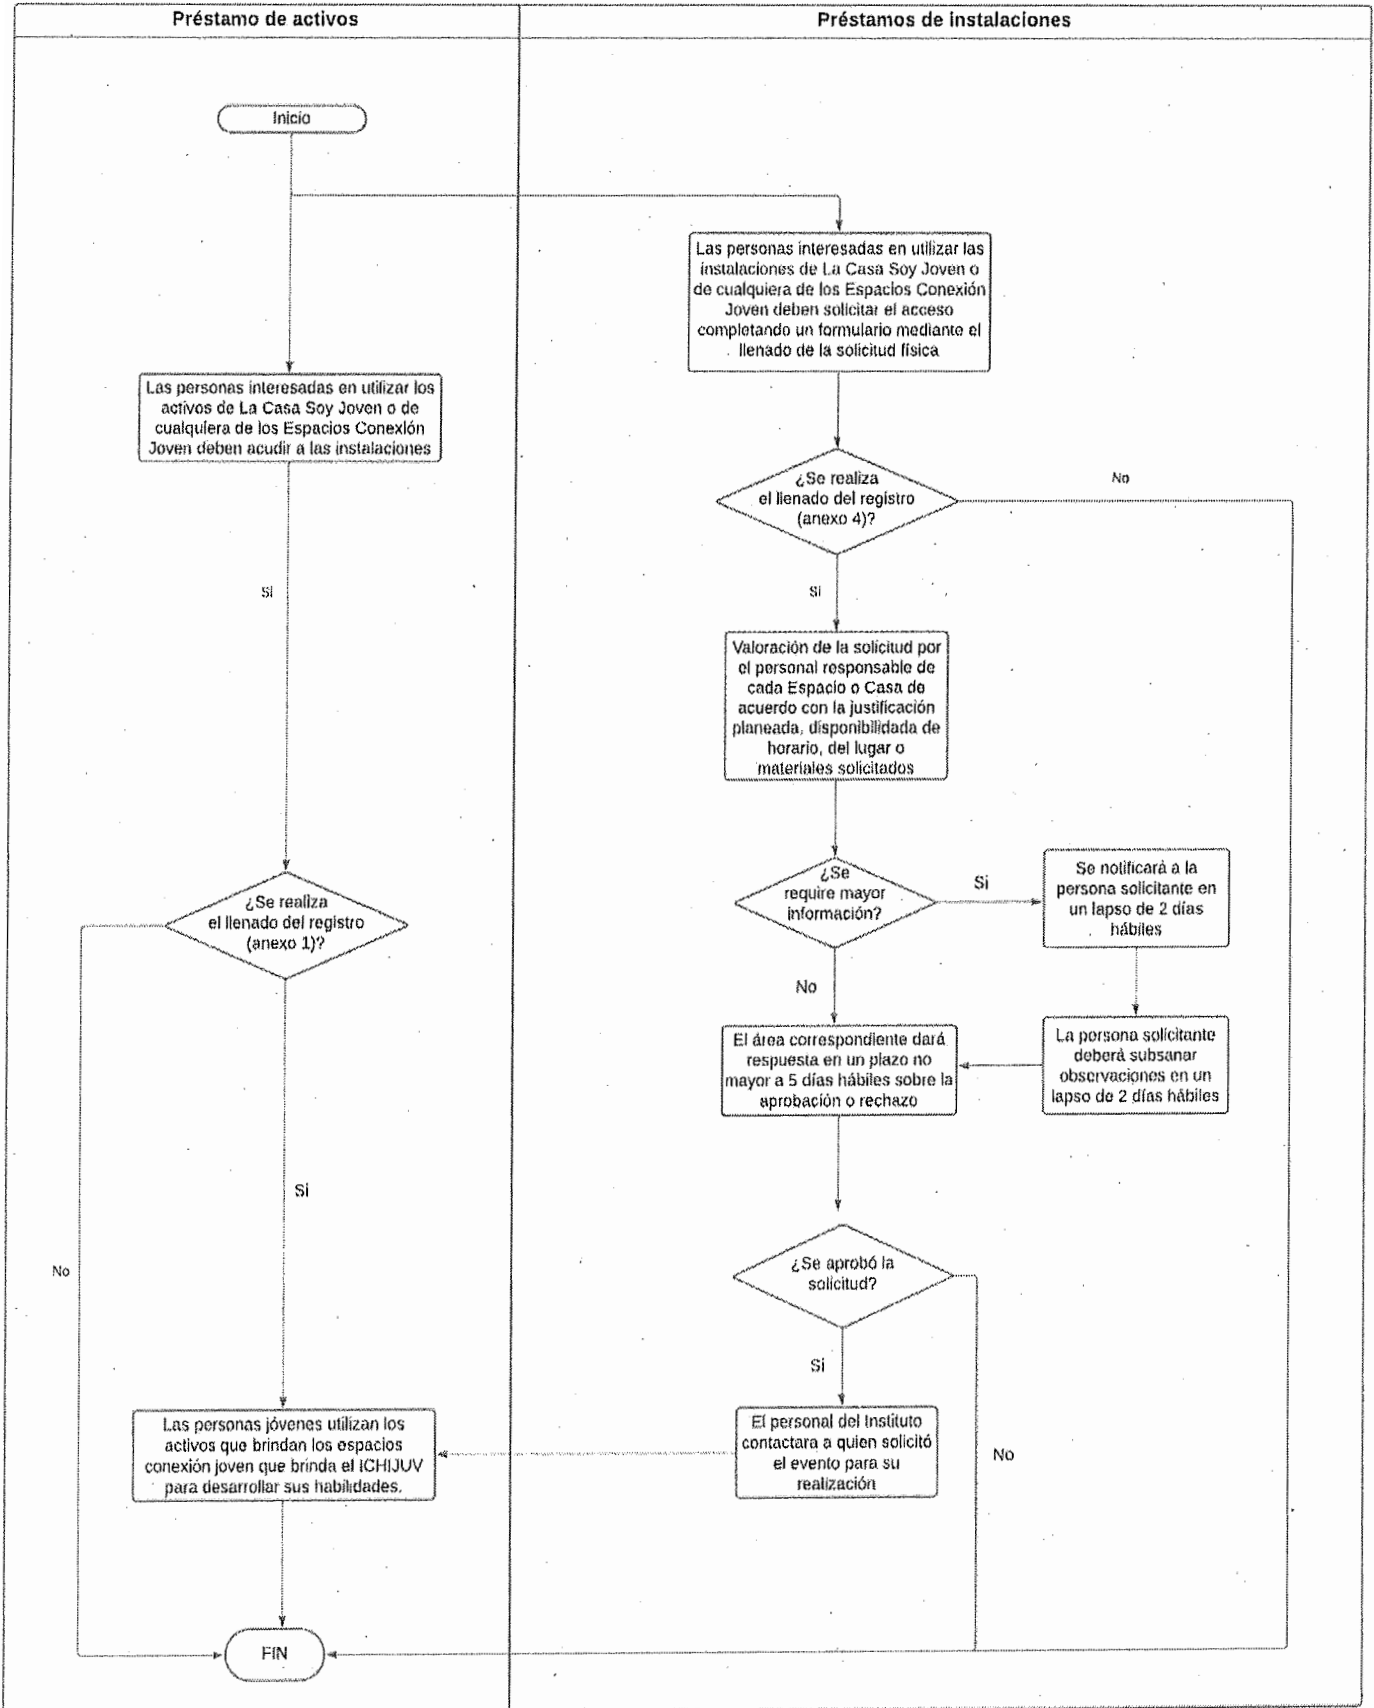 Préstamo de activos
Préstamos de instalaciones
Inicio
Las personas interesadas en utilizar las
instalaciones de La Casa Soy Joven o
de cualquiera de los Espacios Conexión
Joven deben solicitar el acceso
completando un formulario mediante el
llenado de la solicitud física
Las personas interesadas en utilizar los
activos de La Casa Soy Joven o de
cualquiera de los Espacios Conexión
Joven deben acudir a las instalaciones
¿Se realiza
el llenado del registro
(anexo 4)?
No
Si
Si
Valoración de la solicitud por
el personal responsable de
cada Espacio o Casa de
acuerdo con la justificación
planeada, disponibilidada de
horario, del lugar o
materiales solicitados
¿Se
require mayor
información?
Si
Se notificará a la
persona solicitante en
un lapso de 2 días
hábiles
¿Se realiza
el llenado del registro
(anexo 1)?
No
El área correspondiente dará
respuesta en un plazo no
mayor a 5 días hábiles sobre la
aprobación o rechazo
La persona solicitante
deberá subsanar
observaciones en un
lapso de 2 días hábiles
Si
No
¿Se aprobó la
solicitud?
Si
No
Las personas jóvenes utilizan los
activos que brindan los espacios
conexión joven que brinda el ICHIJUV
para desarrollar sus habilidades.
El personal del Instituto
contactara a quien solicitó
el evento para su
realización
FIN